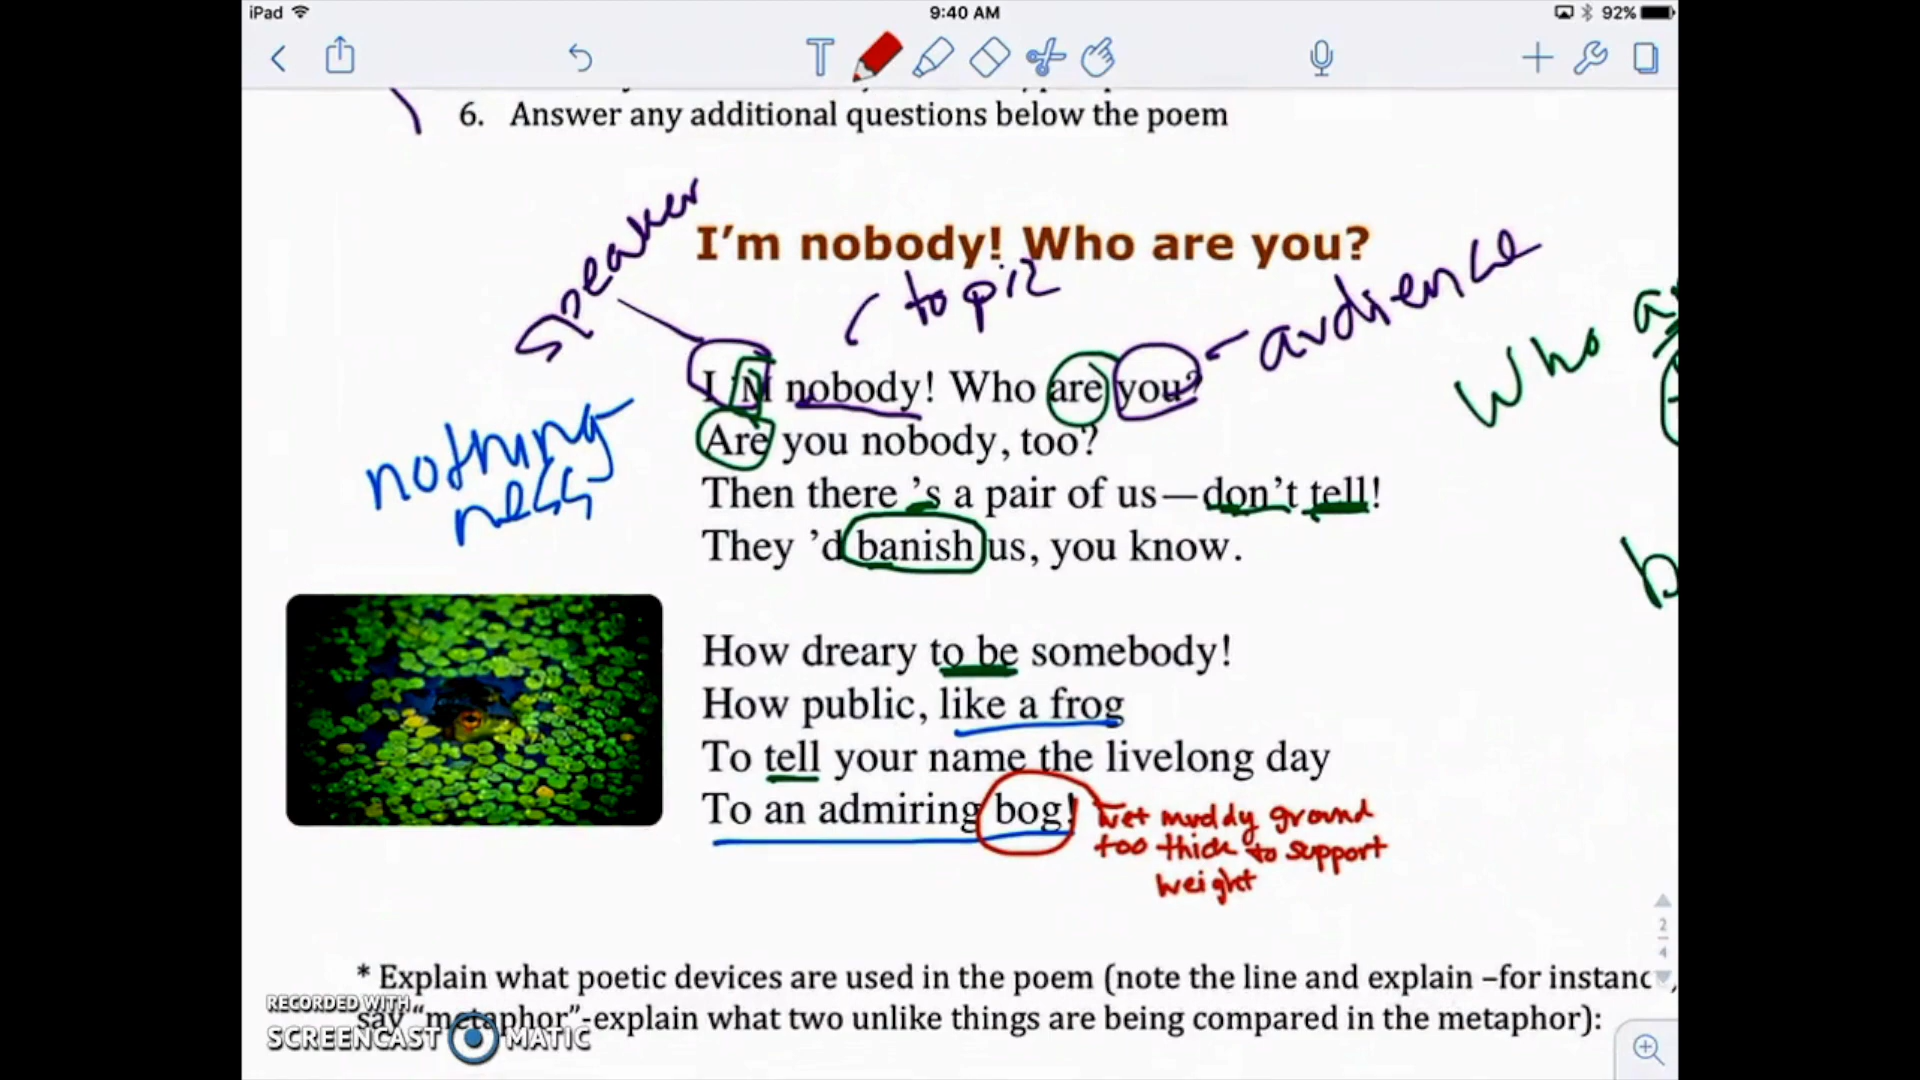 iPad 9:40 AM 92%
T
6. Answer any additional questions below the poem
speaker
I'm nobody! Who are you?
topic
audience
Who
I 'M nobody! Who are you?
Are you nobody, too?
nothing
ness
Then there 's a pair of us—don't tell!
They 'd banish us, you know.
How dreary to be somebody!
How public, like a frog
To tell your name the livelong day
To an admiring bog!
wet muddy ground
too thick to support
weight
2
4
* Explain what poetic devices are used in the poem (note the line and explain –for instanc
say "metaphor"-explain what two unlike things are being compared in the metaphor):
RECORDED WITH
SCREENCAST MATIC